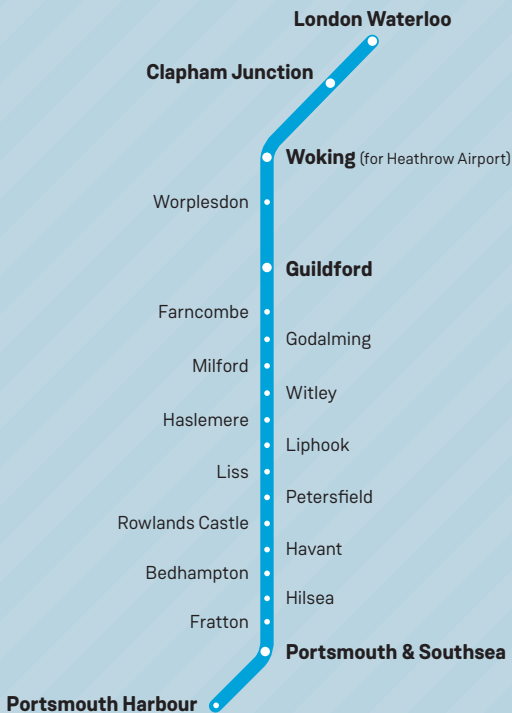 London Waterloo
Clapham Junction
Woking (for Heathrow Airport)
Worplesdon
Guildford
Farncombe
Godalming
Milford
Witley
Haslemere
Liphook
Liss
Petersfield
Rowlands Castle
Havant
Bedhampton
Hilsea
Fratton
Portsmouth & Southsea
Portsmouth Harbour